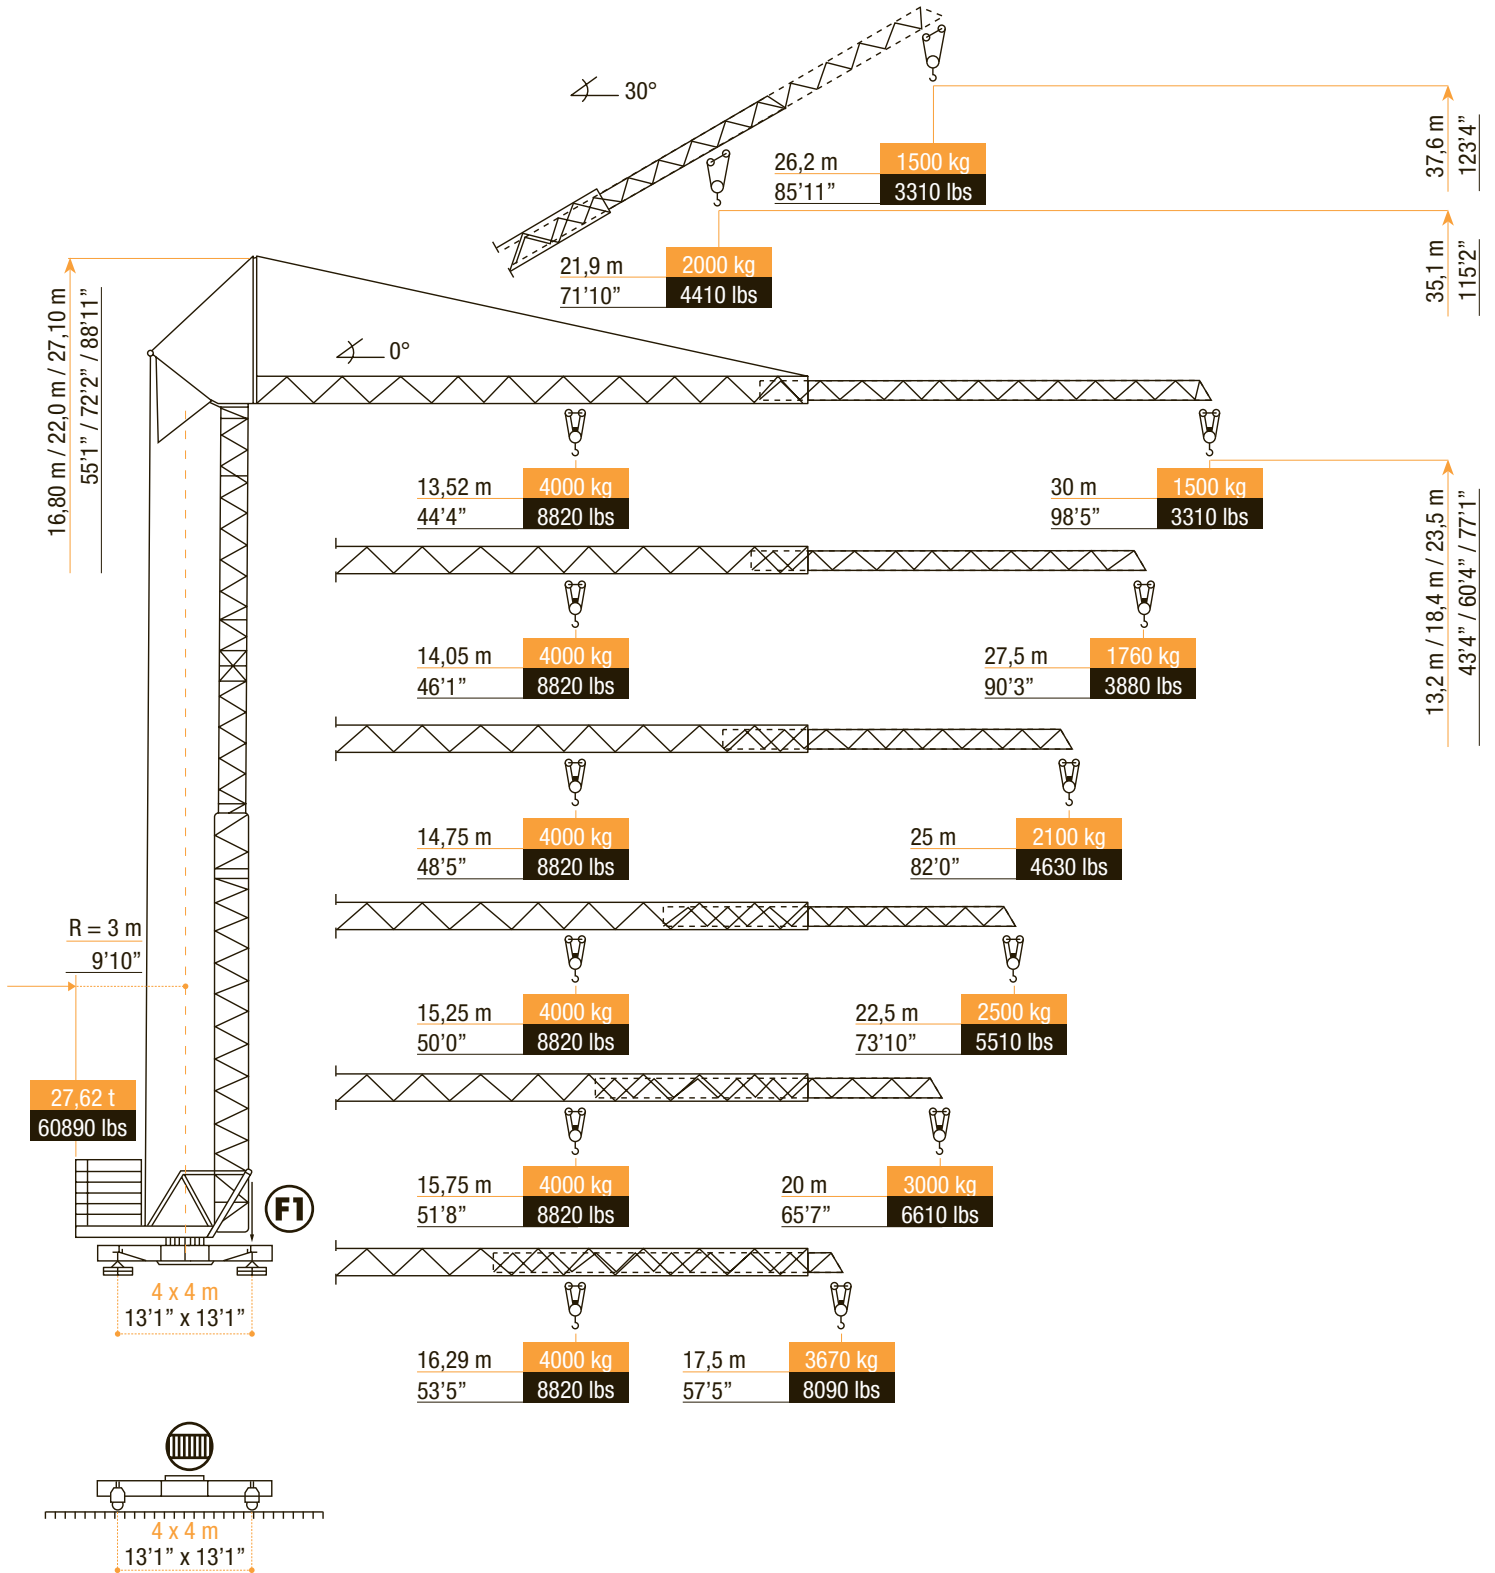 30°
37,6 m
123’4”
26,2 m
1500 kg
85’11”
3310 lbs
35,1 m
115’2”
21,9 m
2000 kg
71’10”
4410 lbs
16,80 m / 22,0 m / 27,10 m
55’1” / 72’2” / 88’11”
0°
13,52 m
4000 kg
44’4”
8820 lbs
30 m
1500 kg
98’5”
3310 lbs
13,2 m / 18,4 m / 23,5 m
43’4” / 60’4” / 77’1”
14,05 m
4000 kg
46’1”
8820 lbs
27,5 m
1760 kg
90’3”
3880 lbs
14,75 m
4000 kg
48’5”
8820 lbs
25 m
2100 kg
82’0”
4630 lbs
R = 3 m
9’10”
15,25 m
4000 kg
50’0”
8820 lbs
22,5 m
2500 kg
73’10”
5510 lbs
27,62 t
60890 lbs
15,75 m
4000 kg
51’8”
8820 lbs
20 m
3000 kg
65’7”
6610 lbs
F1
4 x 4 m
13’1” x 13’1”
16,29 m
4000 kg
53’5”
8820 lbs
17,5 m
3670 kg
57’5”
8090 lbs
4 x 4 m
13’1” x 13’1”